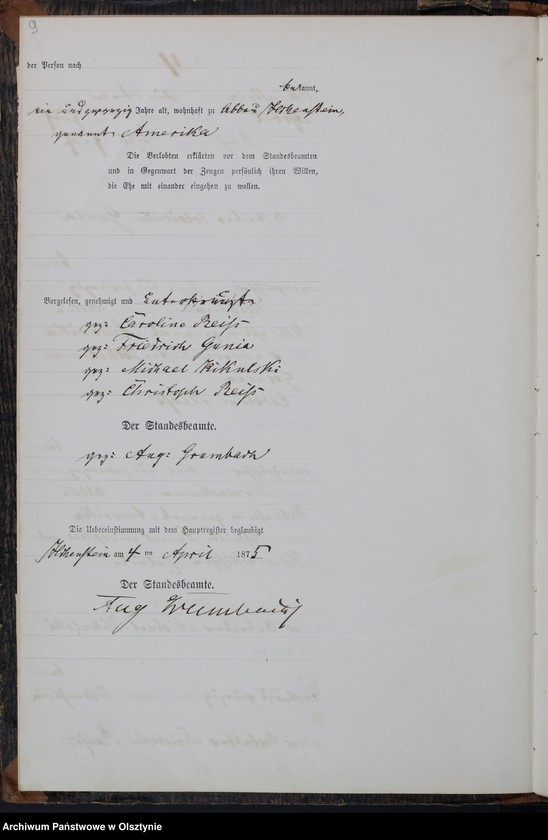 9
der Person nach
bekannt,
ein und zwanzig Jahre alt, wohnhaft zu Abbau Hohenstein,
genannt Amerika
Die Verlobten erklärten vor dem Standesbeamten
und in Gegenwart der Zeugen persönlich ihren Willen,
die Ehe mit einander eingehen zu wollen.
Vorgelesen, genehmigt und
gez: Caroline Reiss
gez: Friedrich Gunia
gez: Michael Nikulski
gez: Christoph Reiss
Der Standesbeamte.
gez: Aug: Grambach
Die Uebereinstimmung mit dem Hauptregister beglaubigt
Hohenstein am 4 ten April 1875
Der Standesbeamte.
Aug Grambach
Archiwum Państwowe w Olsztynie